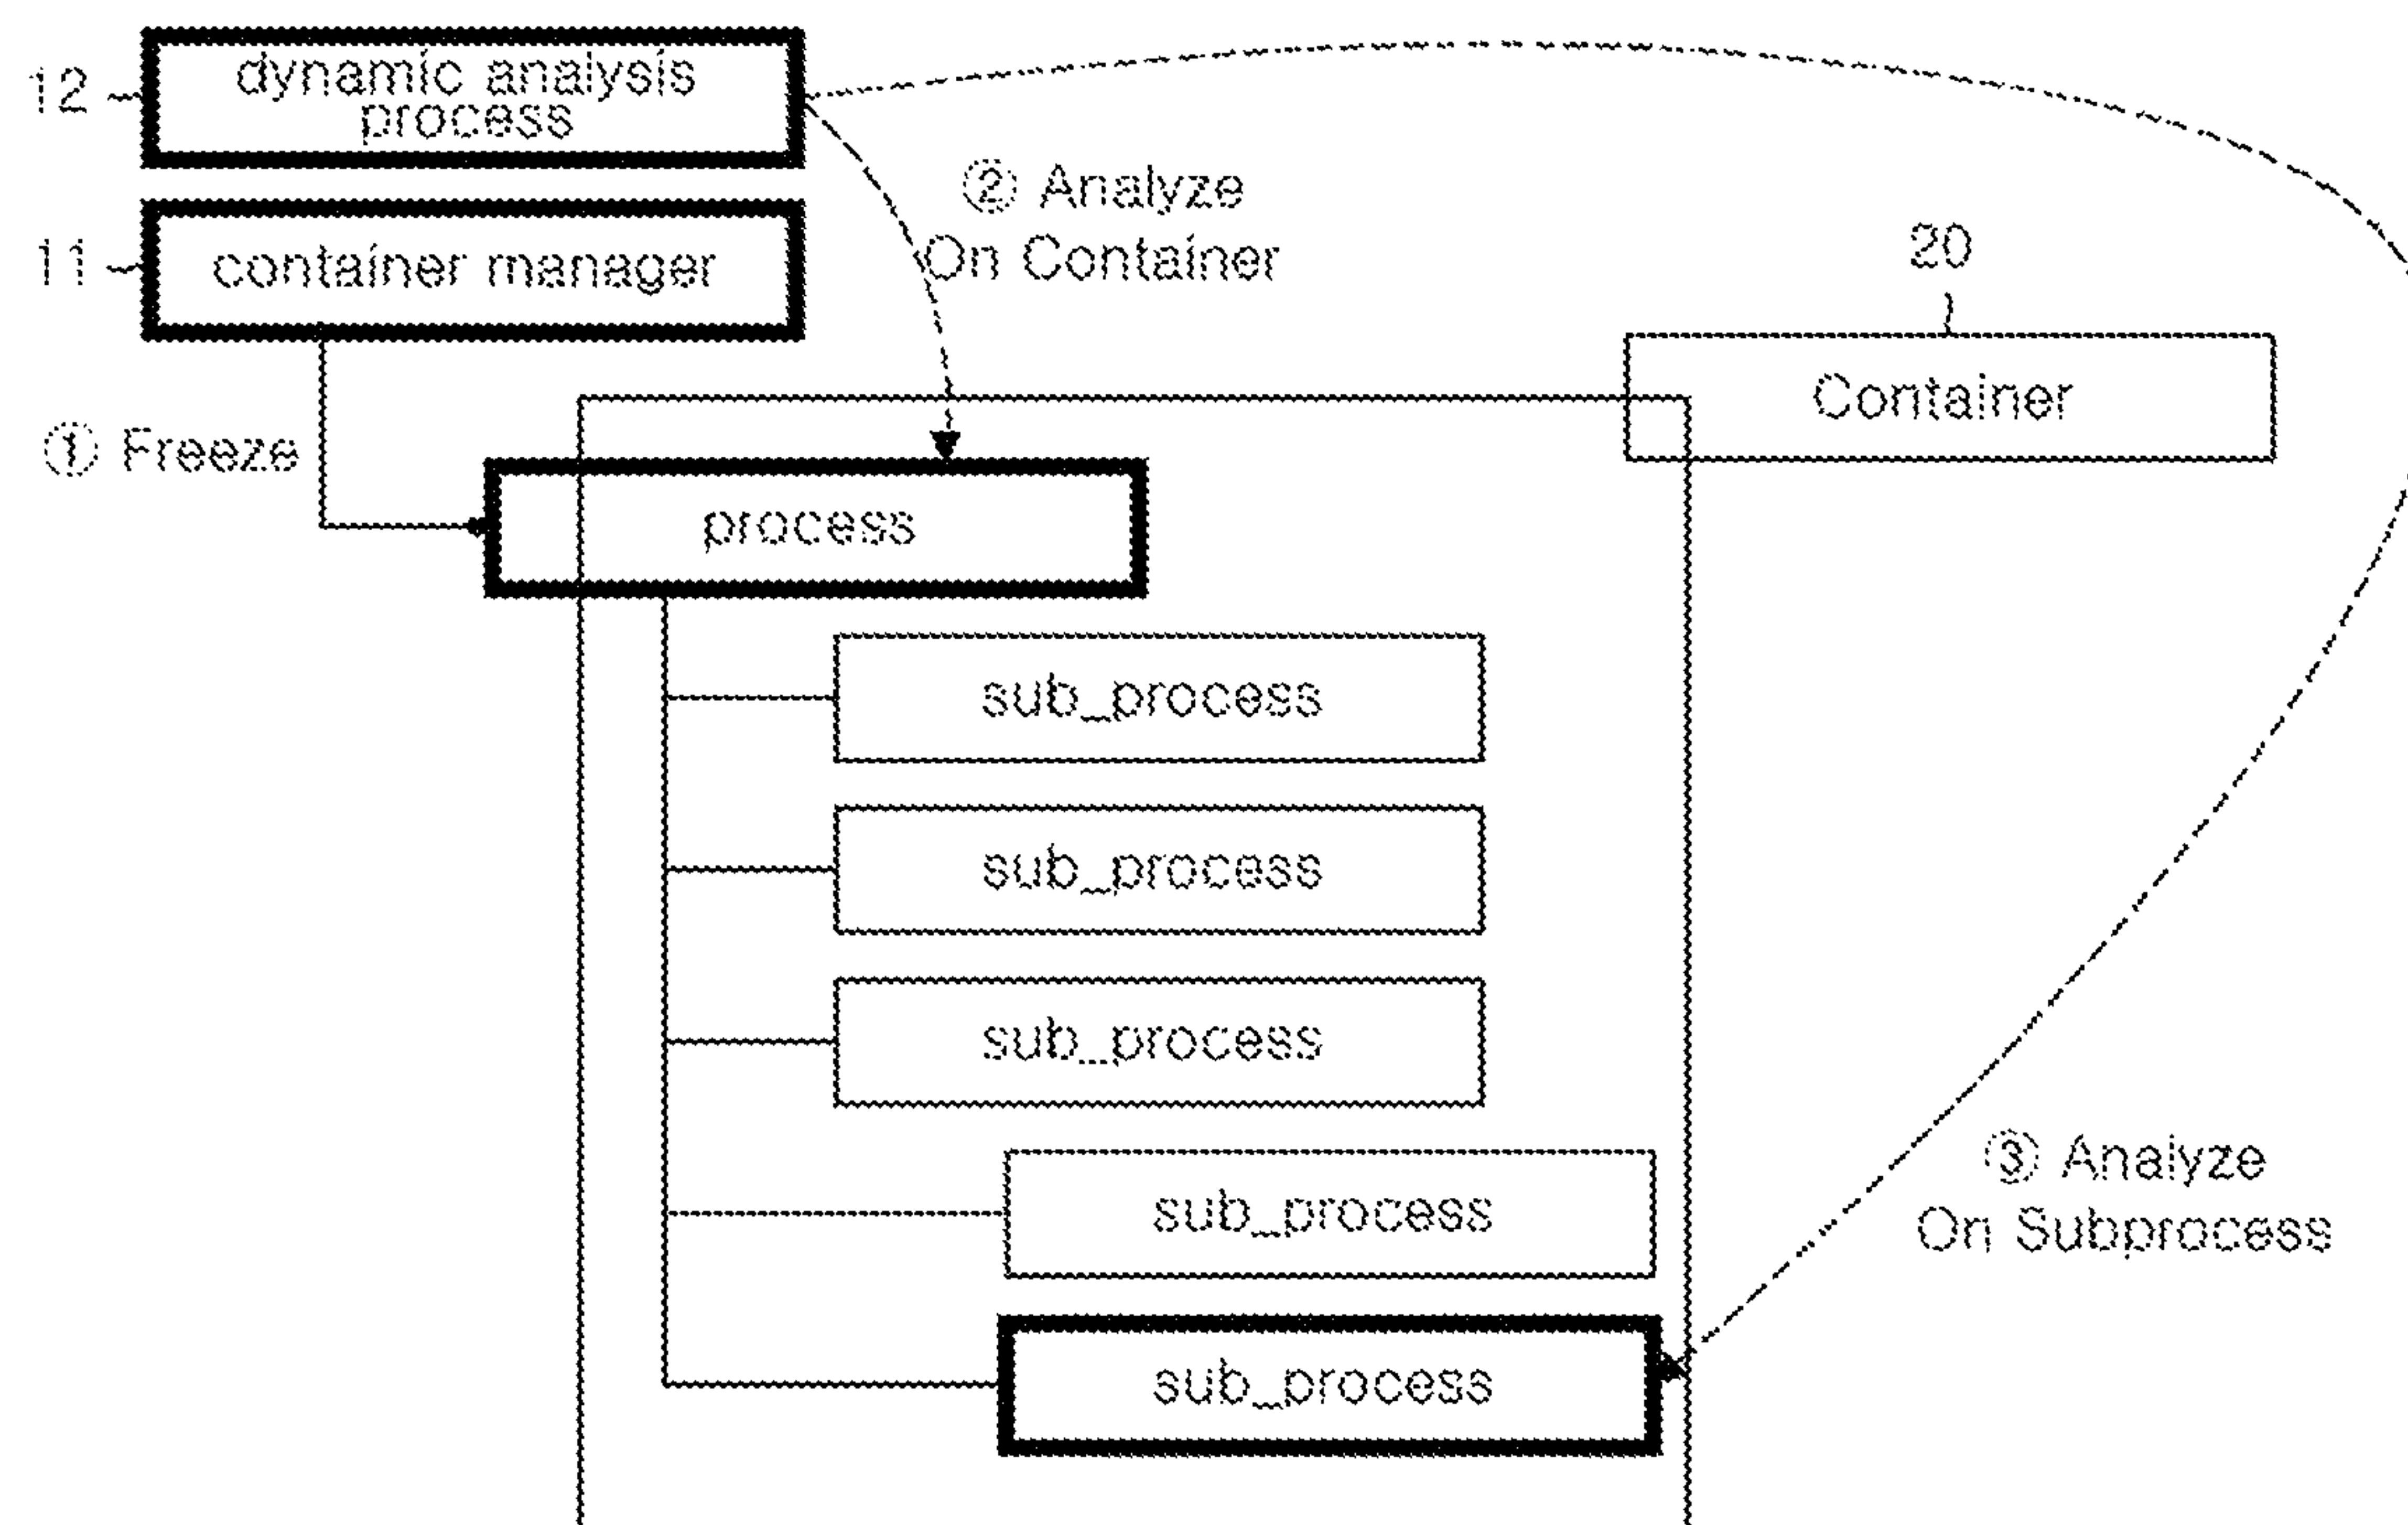 12
dynamic analysis
process
② Analyze
On Container
11
container manager
20
Container
① Freeze
process
sub_process
sub_process
sub_process
sub_process
③ Analyze
On Subprocess
sub_process